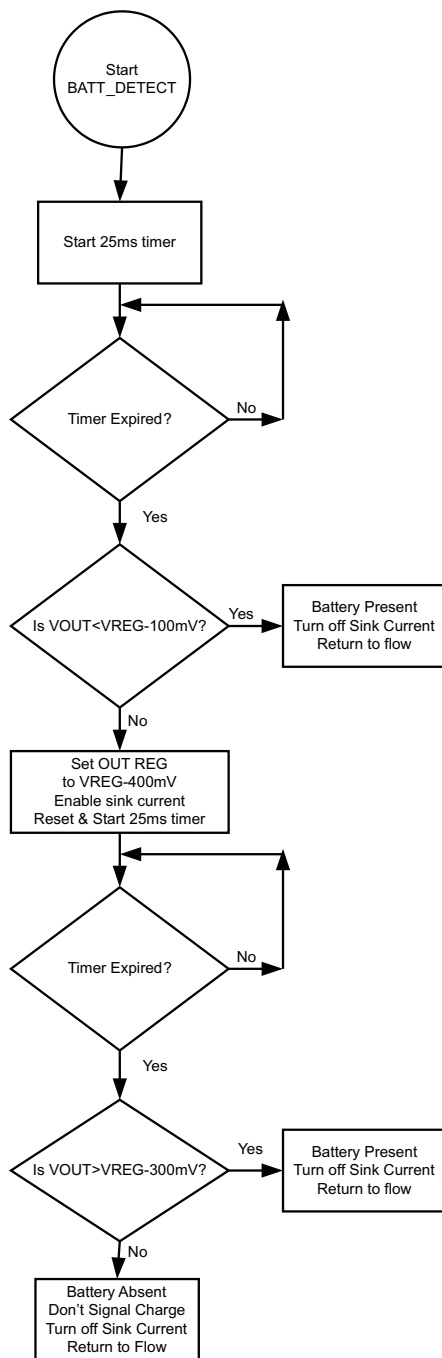 Start
BATT_DETECT
Start 25ms timer
Timer Expired?
No
Yes
Is VOUT<VREG-100mV?
Yes
Battery Present
Turn off Sink Current
Return to flow
No
Set OUT REG
to VREG-400mV
Enable sink current
Reset & Start 25ms timer
Timer Expired?
No
Yes
Is VOUT>VREG-300mV?
Yes
Battery Present
Turn off Sink Current
Return to flow
No
Battery Absent
Don't Signal Charge
Turn off Sink Current
Return to Flow